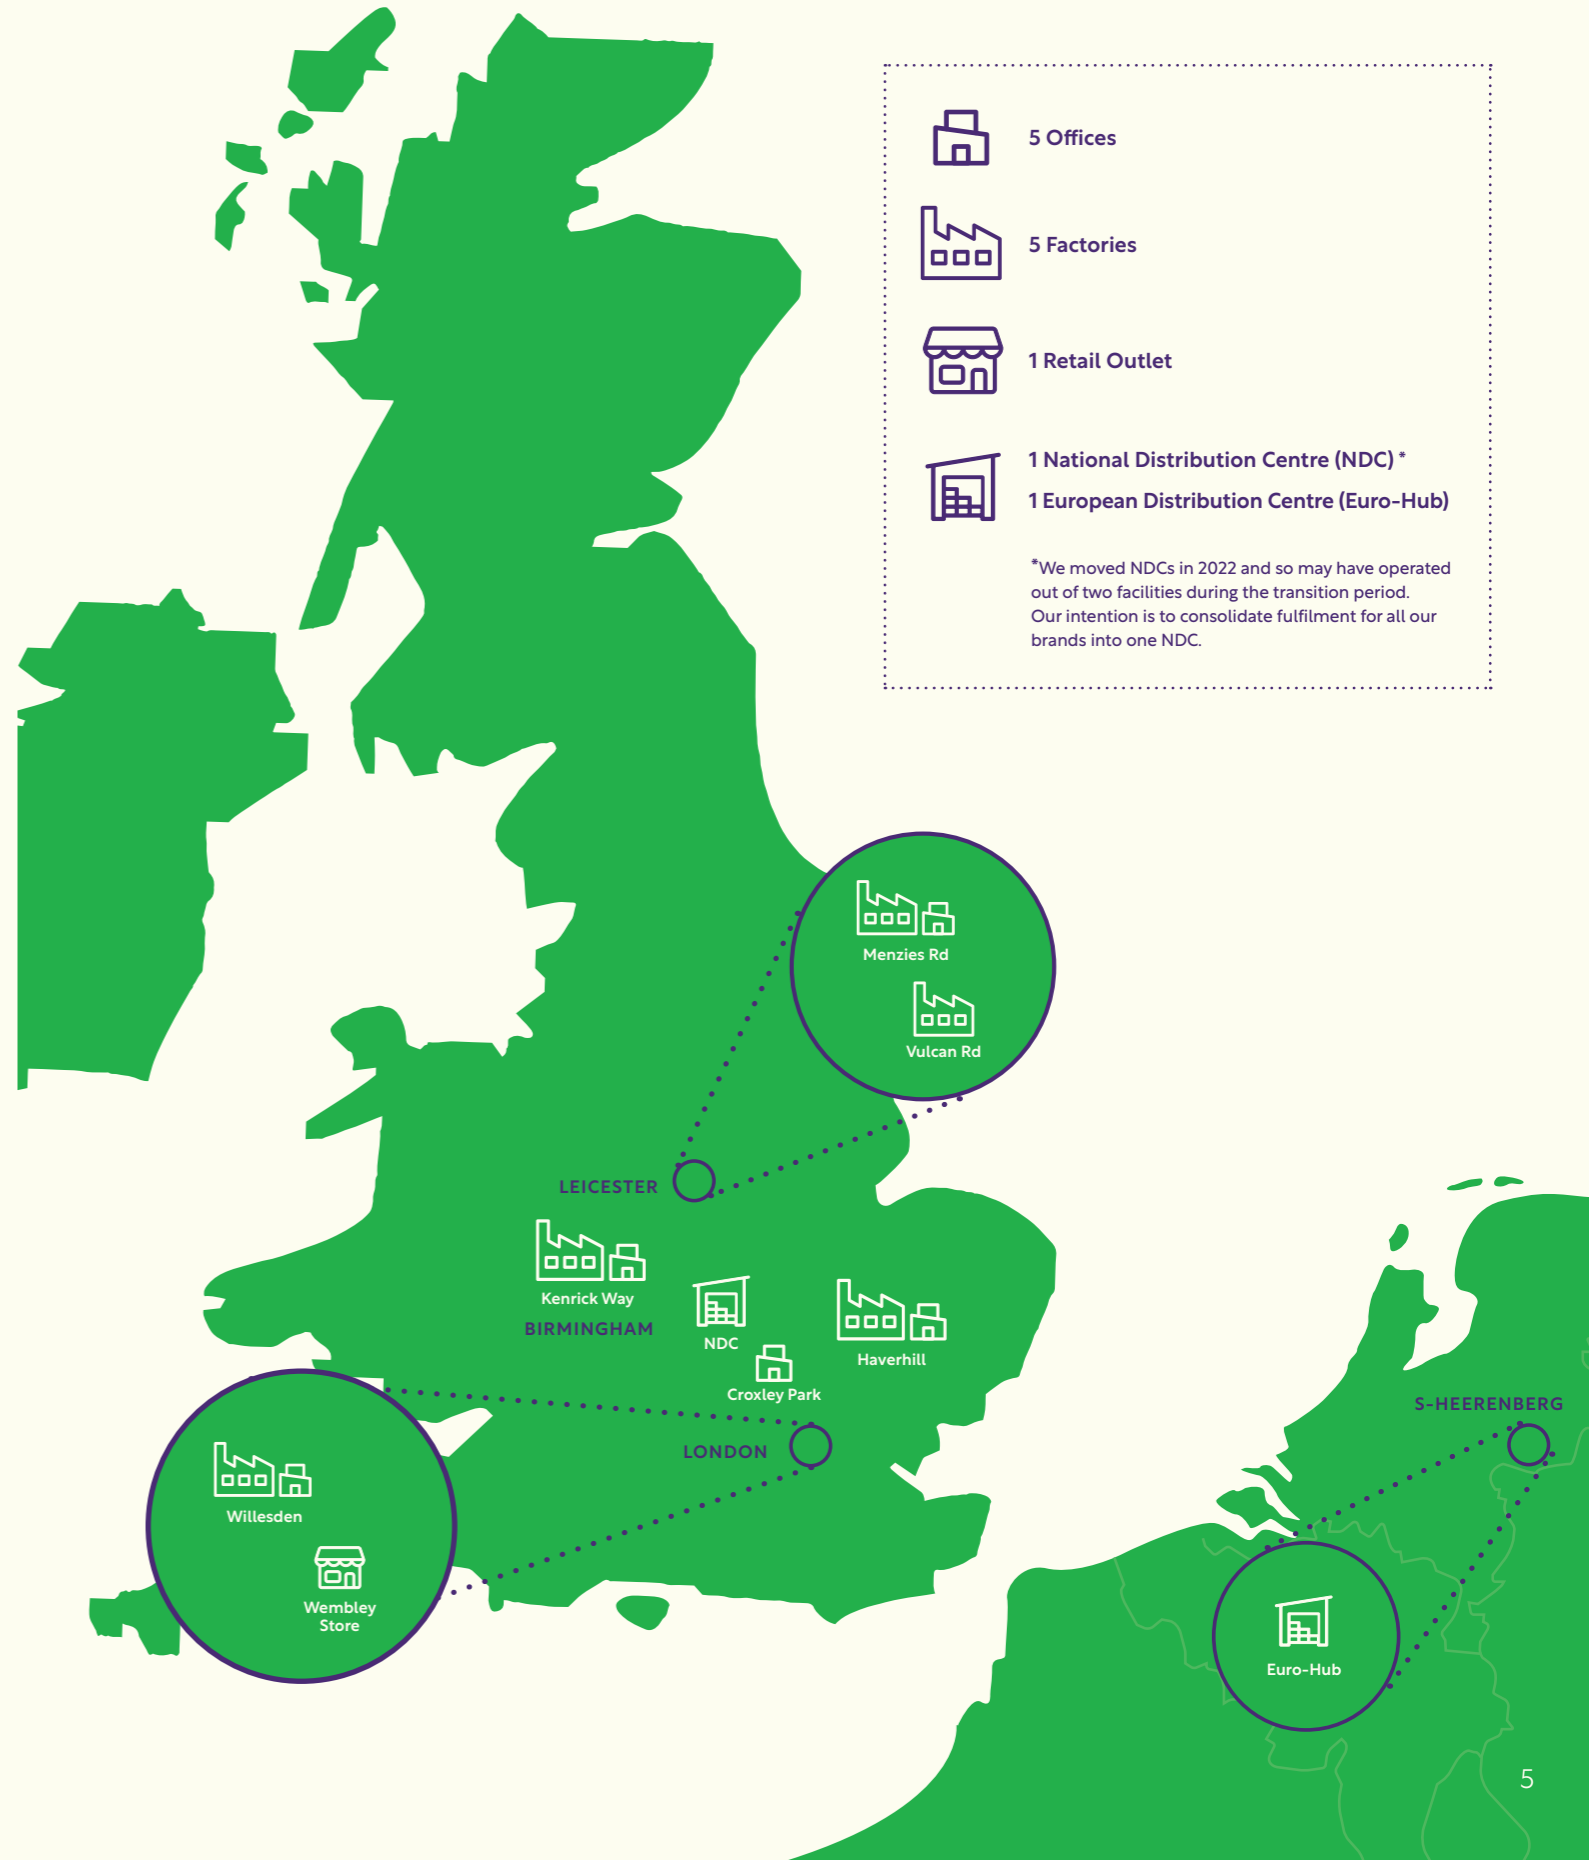 5 Offices
5 Factories
1 Retail Outlet
1 National Distribution Centre (NDC) *
1 European Distribution Centre (Euro-Hub)
*We moved NDCs in 2022 and so may have operated
out of two facilities during the transition period.
Our intention is to consolidate fulfilment for all our
brands into one NDC.
Menzies Rd
Vulcan Rd
LEICESTER
Kenrick Way
BIRMINGHAM
NDC
Croxley Park
Haverhill
LONDON
Willesden
Wembley
Store
S-HEERENBERG
Euro-Hub
5